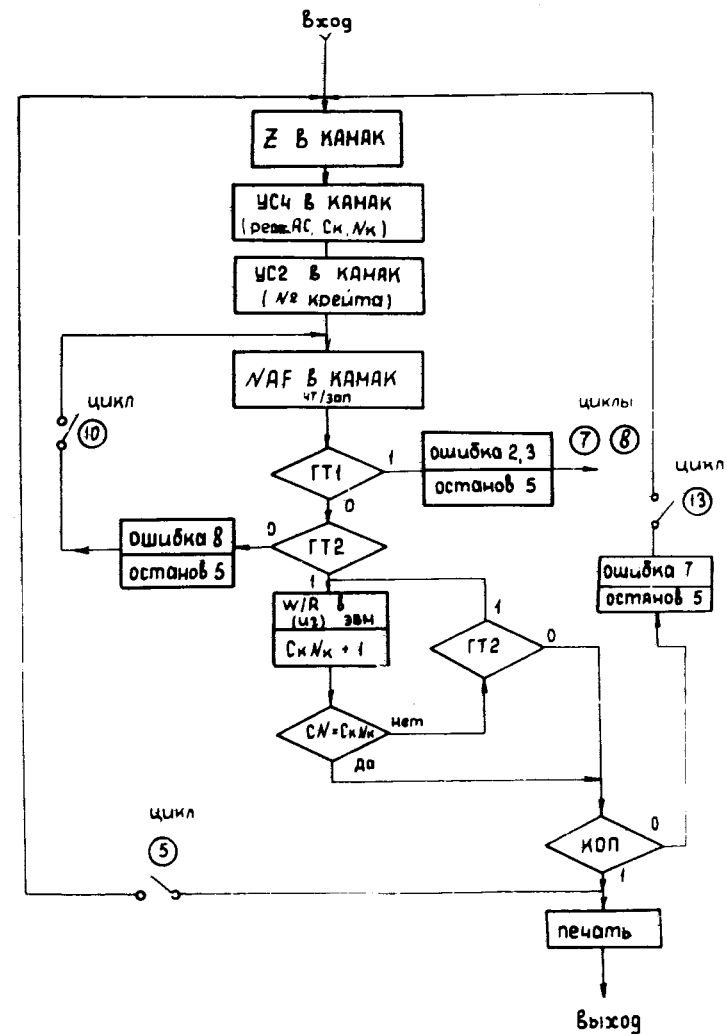 Вход
Z в КАМАК
УС4 в КАМАК
(реж. АС, Ск, Nк)
УС2 в КАМАК
(№ крейта)
NAF в КАМАК
чт/зап
цикл
10
ГТ1
1
0
ошибка 2,3
останов 5
циклы
7 8
цикл
13
ошибка 7
останов 5
ошибка 8
останов 5
0
ГТ2
1
W/R в
(из) ЭВМ
СкNк + 1
ГТ2
1
0
CN=CкNк
нет
да
цикл
5
КОП
0
1
печать
выход